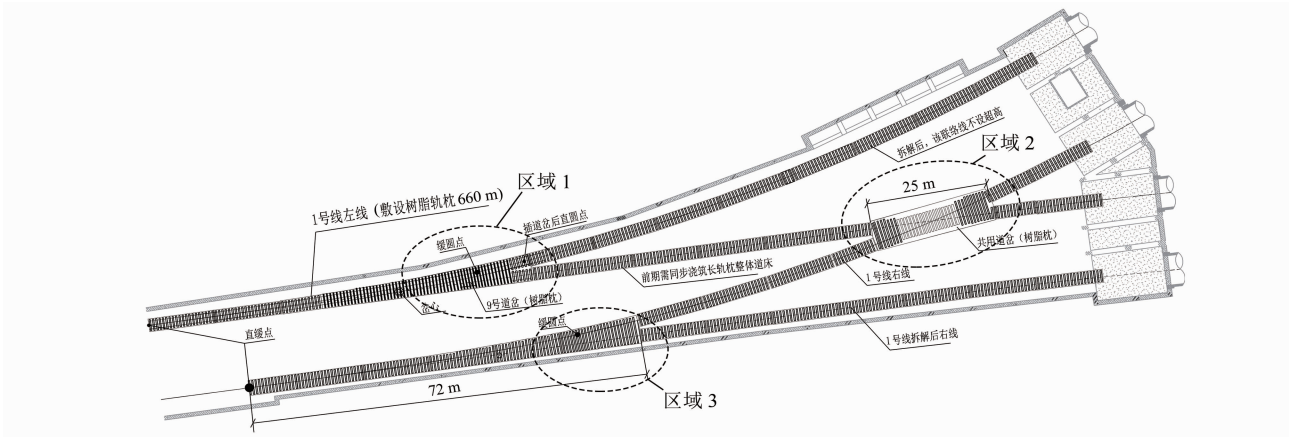 拆解后，该联络线不设超高
区域 2
25 m
区域 1
1号线左线（敷设树脂轨枕 660 m）
插道岔后直圆点
缓圆点
共用道岔（树脂枕）
前期需同步浇筑长轨枕整体道床
1号线右线
岔心
9号道岔（树脂枕）
直缓点
缓圆点
1号线拆解后右线
72 m
区域 3